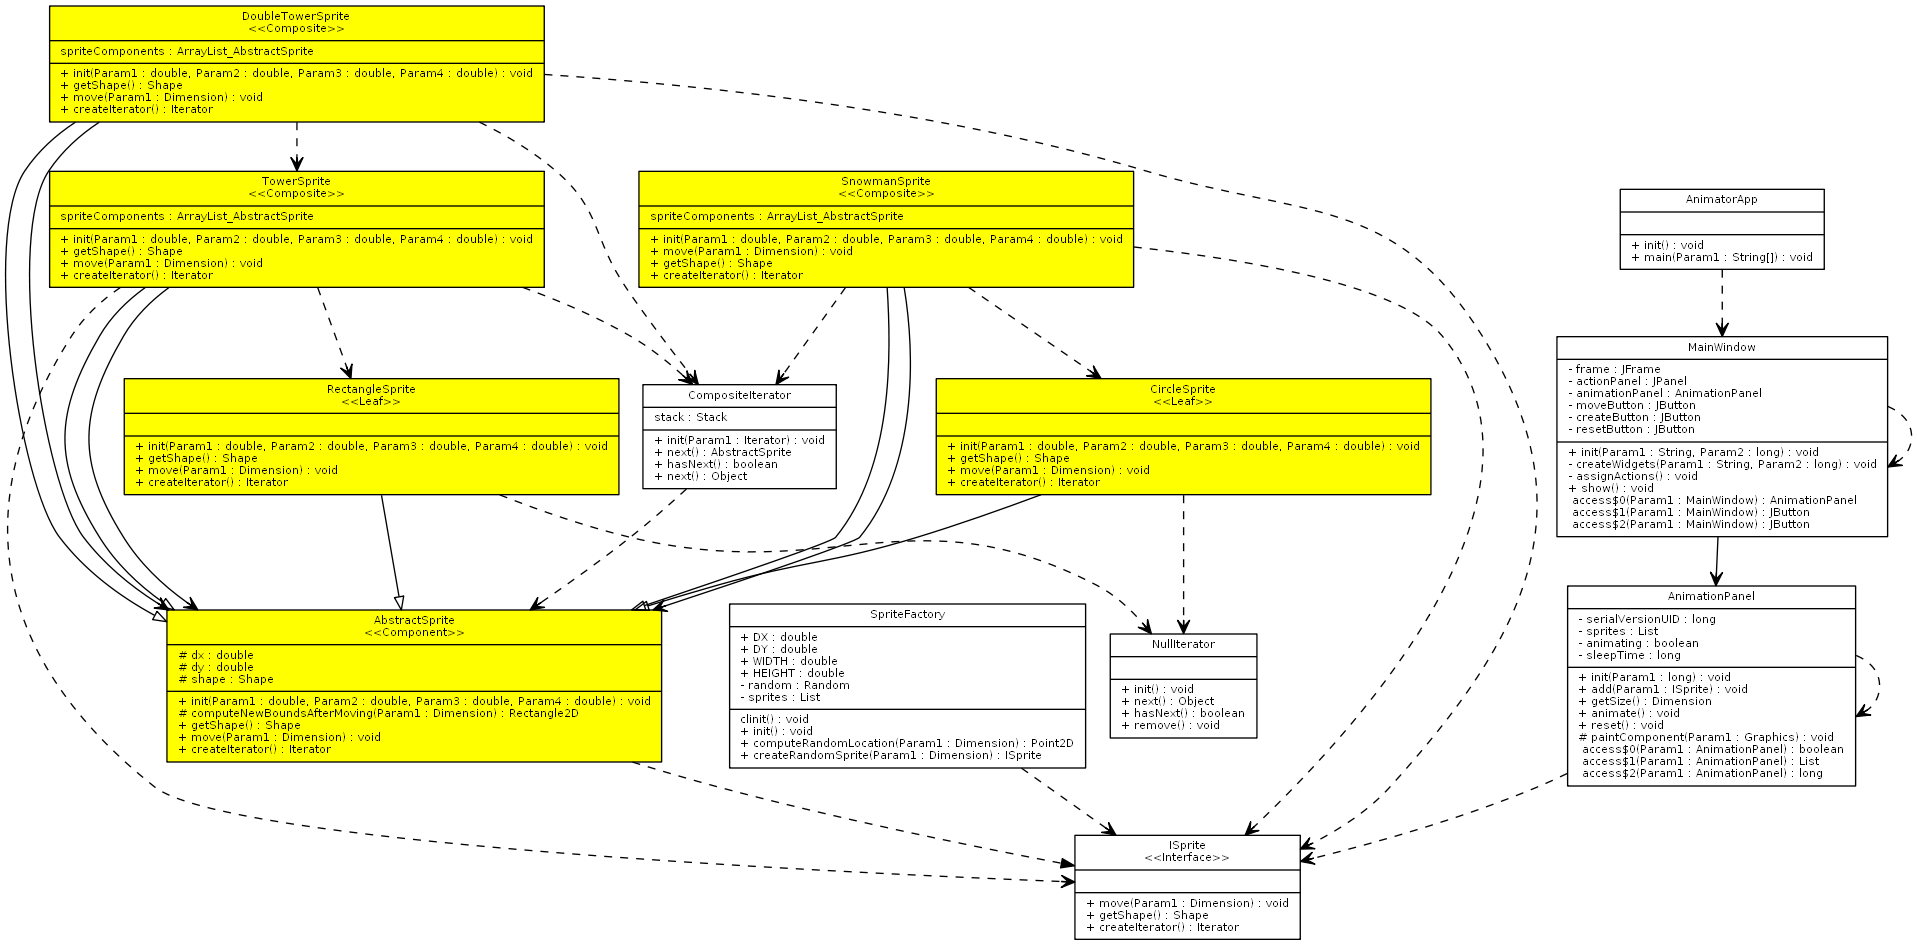 DoubleTowerSprite
<<Composite>>
spriteComponents : ArrayList_AbstractSprite
+ init(Param1 : double, Param2 : double, Param3 : double, Param4 : double) : void
+ getShape() : Shape
+ move(Param1 : Dimension) : void
+ createIterator() : Iterator
TowerSprite
<<Composite>>
spriteComponents : ArrayList_AbstractSprite
+ init(Param1 : double, Param2 : double, Param3 : double, Param4 : double) : void
+ getShape() : Shape
+ move(Param1 : Dimension) : void
+ createIterator() : Iterator
SnowmanSprite
<<Composite>>
spriteComponents : ArrayList_AbstractSprite
+ init(Param1 : double, Param2 : double, Param3 : double, Param4 : double) : void
+ move(Param1 : Dimension) : void
+ getShape() : Shape
+ createIterator() : Iterator
AnimatorApp
+ init() : void
+ main(Param1 : String[]) : void
RectangleSprite
<<Leaf>>
+ init(Param1 : double, Param2 : double, Param3 : double, Param4 : double) : void
+ getShape() : Shape
+ move(Param1 : Dimension) : void
+ createIterator() : Iterator
CompositeIterator
stack : Stack
+ init(Param1 : Iterator) : void
+ next() : AbstractSprite
+ hasNext() : boolean
+ next() : Object
CircleSprite
<<Leaf>>
+ init(Param1 : double, Param2 : double, Param3 : double, Param4 : double) : void
+ getShape() : Shape
+ move(Param1 : Dimension) : void
+ createIterator() : Iterator
MainWindow
- frame : JFrame
- actionPanel : JPanel
- animationPanel : AnimationPanel
- moveButton : JButton
- createButton : JButton
- resetButton : JButton
+ init(Param1 : String, Param2 : long) : void
- createWidgets(Param1 : String, Param2 : long) : void
- assignActions() : void
+ show() : void
access$0(Param1 : MainWindow) : AnimationPanel
access$1(Param1 : MainWindow) : JButton
access$2(Param1 : MainWindow) : JButton
AbstractSprite
<<Component>>
# dx : double
# dy : double
# shape : Shape
+ init(Param1 : double, Param2 : double, Param3 : double, Param4 : double) : void
# computeNewBoundsAfterMoving(Param1 : Dimension) : Rectangle2D
+ getShape() : Shape
+ move(Param1 : Dimension) : void
+ createIterator() : Iterator
SpriteFactory
+ DX : double
+ DY : double
+ WIDTH : double
+ HEIGHT : double
- random : Random
- sprites : List
clinit() : void
+ init() : void
+ computeRandomLocation(Param1 : Dimension) : Point2D
+ createRandomSprite(Param1 : Dimension) : ISprite
NullIterator
+ init() : void
+ next() : Object
+ hasNext() : boolean
+ remove() : void
AnimationPanel
- serialVersionUID : long
- sprites : List
- animating : boolean
- sleepTime : long
+ init(Param1 : long) : void
+ add(Param1 : ISprite) : void
+ getSize() : Dimension
+ animate() : void
+ reset() : void
# paintComponent(Param1 : Graphics) : void
access$0(Param1 : AnimationPanel) : boolean
access$1(Param1 : AnimationPanel) : List
access$2(Param1 : AnimationPanel) : long
ISprite
<<Interface>>
+ move(Param1 : Dimension) : void
+ getShape() : Shape
+ createIterator() : Iterator